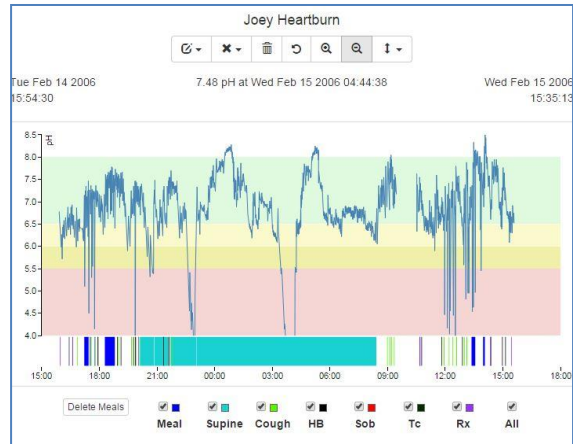 Joey Heartburn
Tue Feb 14 2006 7.48 pH at Wed Feb 15 2006 04:44:38 Wed Feb 15 2006
15:54:30 15:35:13
pH
8.5
8.0
7.5
7.0
6.5
6.0
5.5
5.0
4.5
4.0
15:00 18:00 21:00 00:00 03:00 06:00 09:00 12:00 15:00 18:00
Delete Meals
Meal Supine Cough HB Sob Tc Rx All